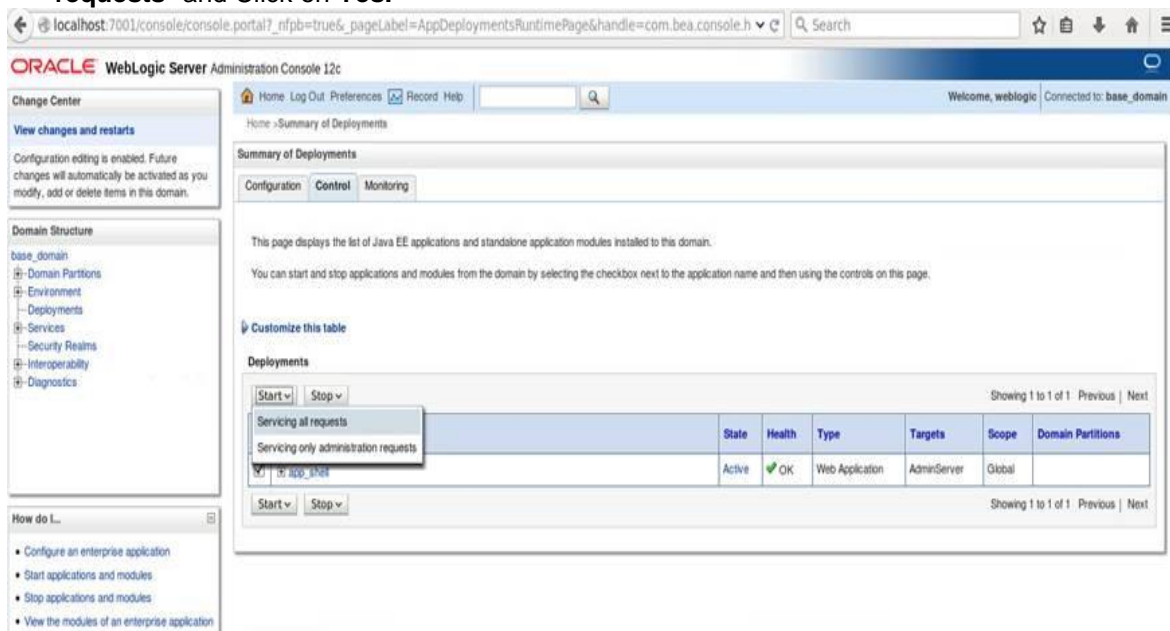 requests" and Click on Yes.
localhost:7001/console/console.portal?_nfpb=true&_pageLabel=AppDeploymentsRuntimePage&handle=com.bea.console.h
Search
ORACLE WebLogic Server Administration Console 12c
Change Center
View changes and restarts
Configuration editing is enabled. Future
changes will automatically be activated as you
modify, add or delete items in this domain.
Domain Structure
base_domain
Domain Partitions
Environment
Deployments
Services
Security Realms
Interoperability
Diagnostics
How do I...
• Configure an enterprise application
• Start applications and modules
• Stop applications and modules
• View the modules of an enterprise application
Home Log Out Preferences Record Help
Welcome, weblogic Connected to: base_domain
Home >Summary of Deployments
Summary of Deployments
Configuration Control Monitoring
This page displays the list of Java EE applications and standalone application modules installed to this domain.
You can start and stop applications and modules from the domain by selecting the checkbox next to the application name and then using the controls on this page.
Customize this table
Deployments
Start Stop
Showing 1 to 1 of 1 Previous | Next
Servicing all requests
Servicing only administration requests
State Health Type Targets Scope Domain Partitions
app_shell Active OK Web Application AdminServer Global
Start Stop
Showing 1 to 1 of 1 Previous | Next